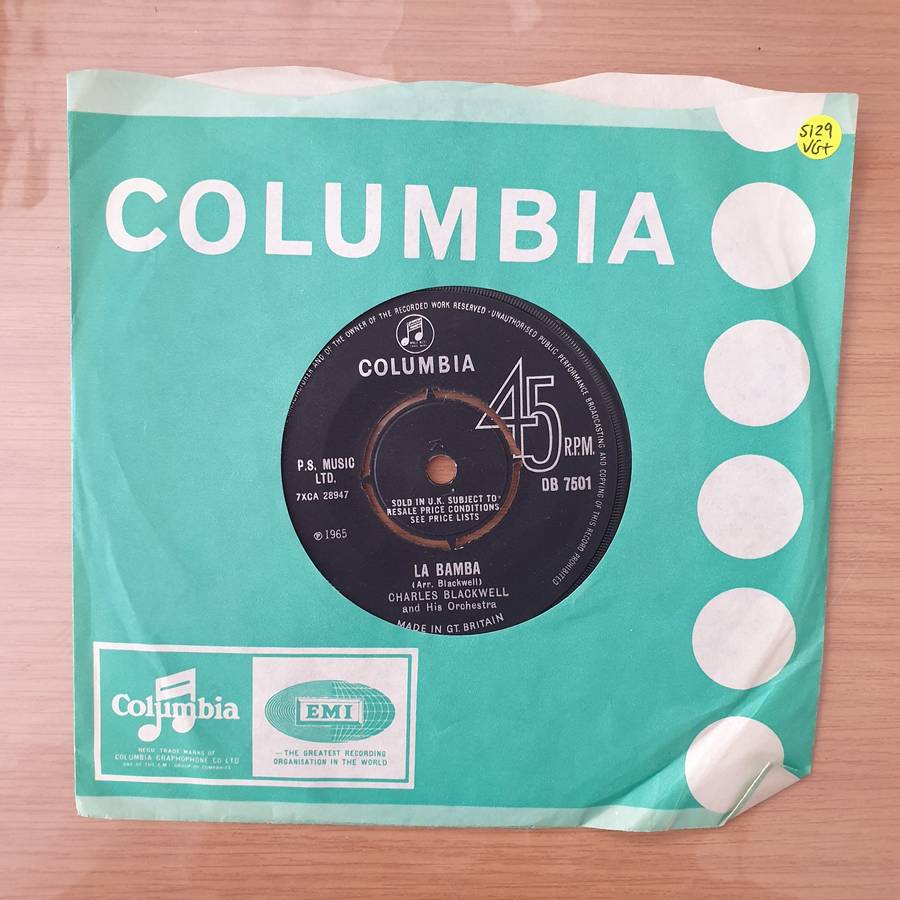 S129
VG+
COLUMBIA
AND OF THE OWNER OF THE RECORDED WORK RESERVED · UNAUTHORISED PUBLIC PERFORMANCE BROADCASTING AND COPYING OF THIS RECORD PROHIBITED
COLUMBIA
45
R.P.M.
P.S. MUSIC
LTD.
7XCA 28947
DB 7501
SOLD IN U.K. SUBJECT TO
RESALE PRICE CONDITIONS,
SEE PRICE LISTS
℗ 1965
LA BAMBA
(Arr. Blackwell)
CHARLES BLACKWELL
and His Orchestra
MADE IN GT. BRITAIN
Columbia
REGD TRADE MARKS OF
COLUMBIA GRAPHOPHONE CO LTD
ONE OF THE E.M.I. GROUP OF COMPANIES
EMI
—THE GREATEST RECORDING
ORGANISATION IN THE WORLD